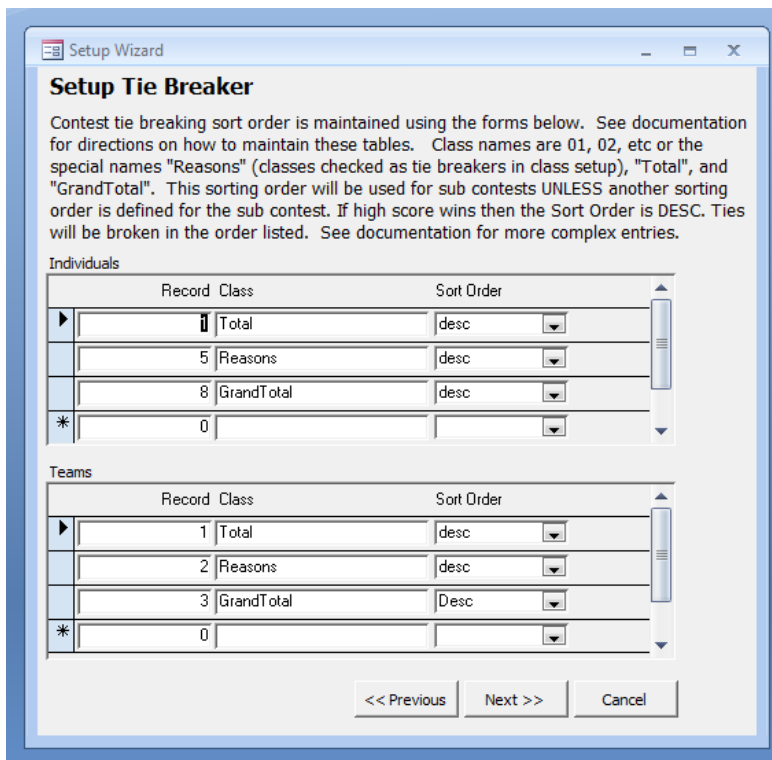 Setup Wizard
Setup Tie Breaker
Contest tie breaking sort order is maintained using the forms below.  See documentation
for directions on how to maintain these tables.   Class names are 01, 02, etc or the
special names "Reasons" (classes checked as tie breakers in class setup), "Total", and
"GrandTotal".  This sorting order will be used for sub contests UNLESS another sorting
order is defined for the sub contest. If high score wins then the Sort Order is DESC. Ties
will be broken in the order listed.  See documentation for more complex entries.
Individuals
Record Class Sort Order
1 Total desc
5 Reasons desc
8 GrandTotal desc
0
Teams
Record Class Sort Order
1 Total desc
2 Reasons desc
3 GrandTotal Desc
0
<< Previous Next >> Cancel